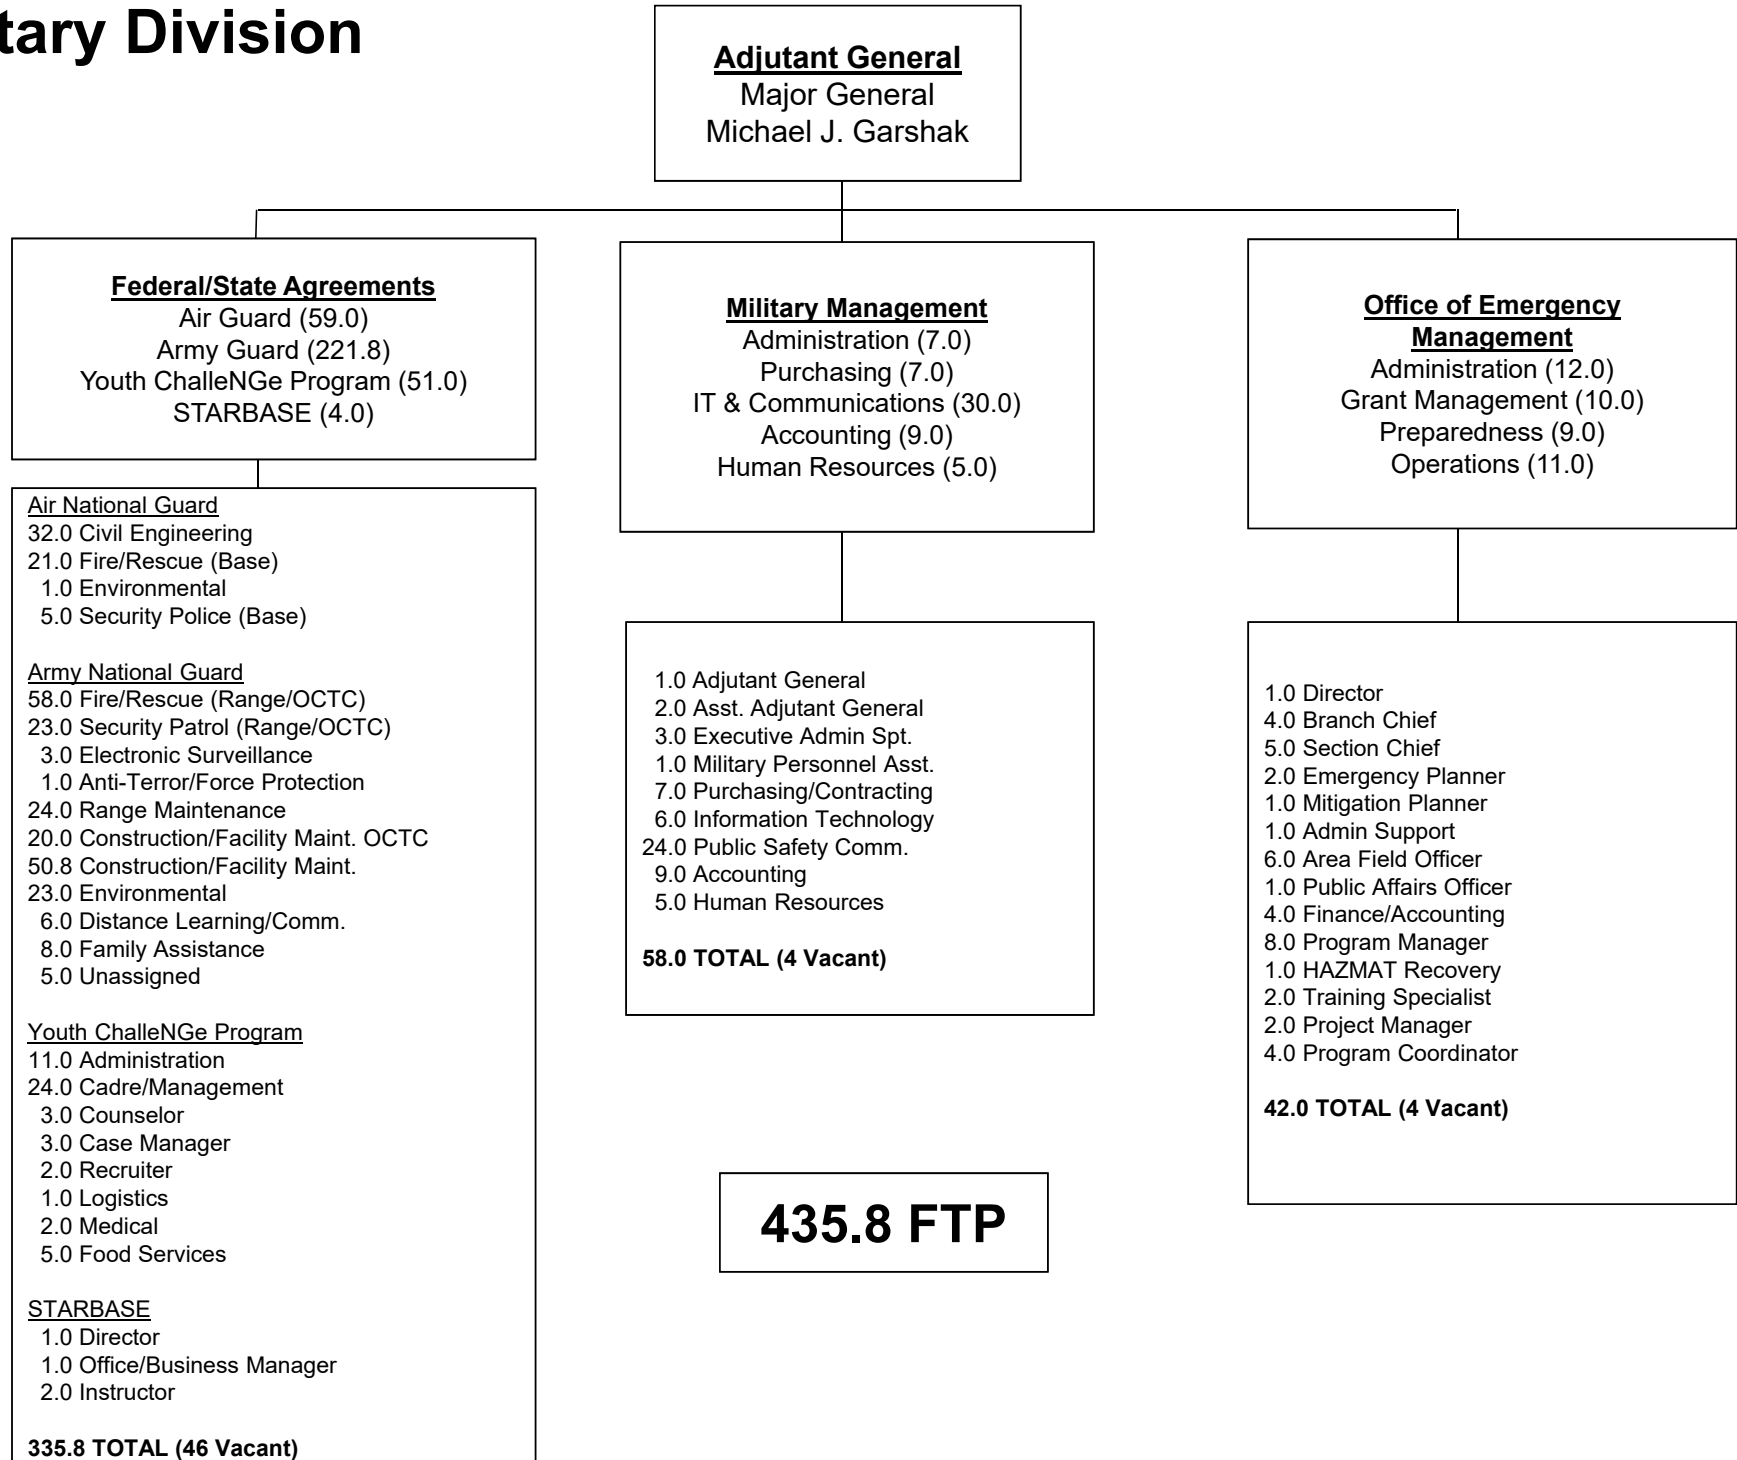 tary Division
Adjutant General
Major General
Michael J. Garshak
Federal/State Agreements
Air Guard (59.0)
Army Guard (221.8)
Youth ChalleNGe Program (51.0)
STARBASE (4.0)
Military Management
Administration (7.0)
Purchasing (7.0)
IT & Communications (30.0)
Accounting (9.0)
Human Resources (5.0)
Office of Emergency
Management
Administration (12.0)
Grant Management (10.0)
Preparedness (9.0)
Operations (11.0)
Air National Guard
32.0 Civil Engineering
21.0 Fire/Rescue (Base)
1.0 Environmental
5.0 Security Police (Base)
Army National Guard
58.0 Fire/Rescue (Range/OCTC)
23.0 Security Patrol (Range/OCTC)
3.0 Electronic Surveillance
1.0 Anti-Terror/Force Protection
24.0 Range Maintenance
20.0 Construction/Facility Maint. OCTC
50.8 Construction/Facility Maint.
23.0 Environmental
6.0 Distance Learning/Comm.
8.0 Family Assistance
5.0 Unassigned
Youth ChalleNGe Program
11.0 Administration
24.0 Cadre/Management
3.0 Counselor
3.0 Case Manager
2.0 Recruiter
1.0 Logistics
2.0 Medical
5.0 Food Services
STARBASE
1.0 Director
1.0 Office/Business Manager
2.0 Instructor
335.8 TOTAL (46 Vacant)
1.0 Adjutant General
2.0 Asst. Adjutant General
3.0 Executive Admin Spt.
1.0 Military Personnel Asst.
7.0 Purchasing/Contracting
6.0 Information Technology
24.0 Public Safety Comm.
9.0 Accounting
5.0 Human Resources
58.0 TOTAL (4 Vacant)
1.0 Director
4.0 Branch Chief
5.0 Section Chief
2.0 Emergency Planner
1.0 Mitigation Planner
1.0 Admin Support
6.0 Area Field Officer
1.0 Public Affairs Officer
4.0 Finance/Accounting
8.0 Program Manager
1.0 HAZMAT Recovery
2.0 Training Specialist
2.0 Project Manager
4.0 Program Coordinator
42.0 TOTAL (4 Vacant)
435.8 FTP